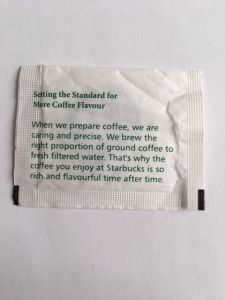 Setting the Standard for
More Coffee Flavour
When we prepare coffee, we are
caring and precise. We brew the
right proportion of ground coffee to
fresh filtered water. That's why the
coffee you enjoy at Starbucks is so
rich and flavourful time after time.